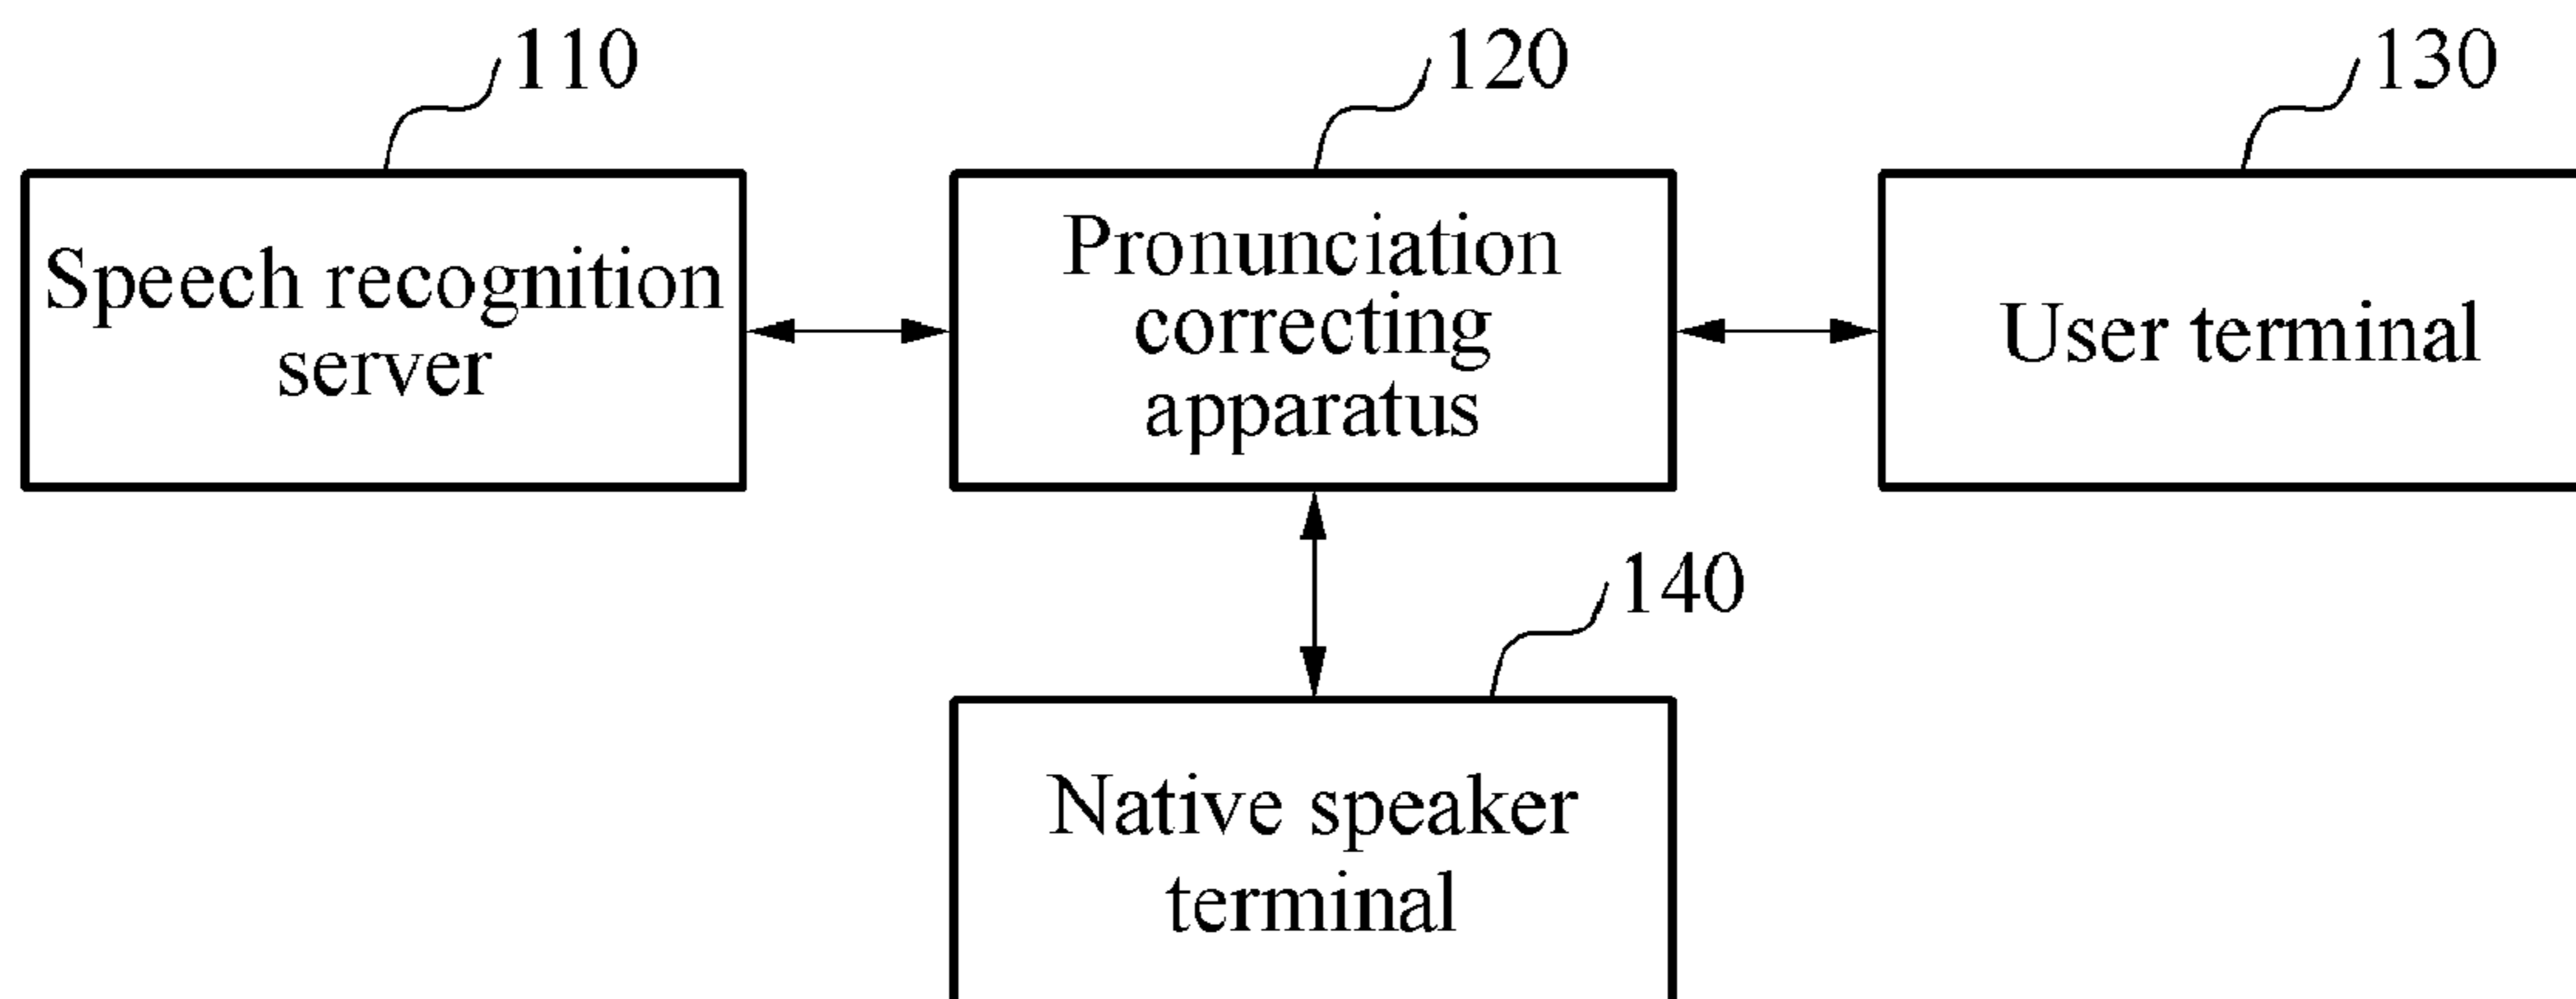 110
120
130
Speech recognition
server
Pronunciation
correcting
apparatus
User terminal
140
Native speaker
terminal